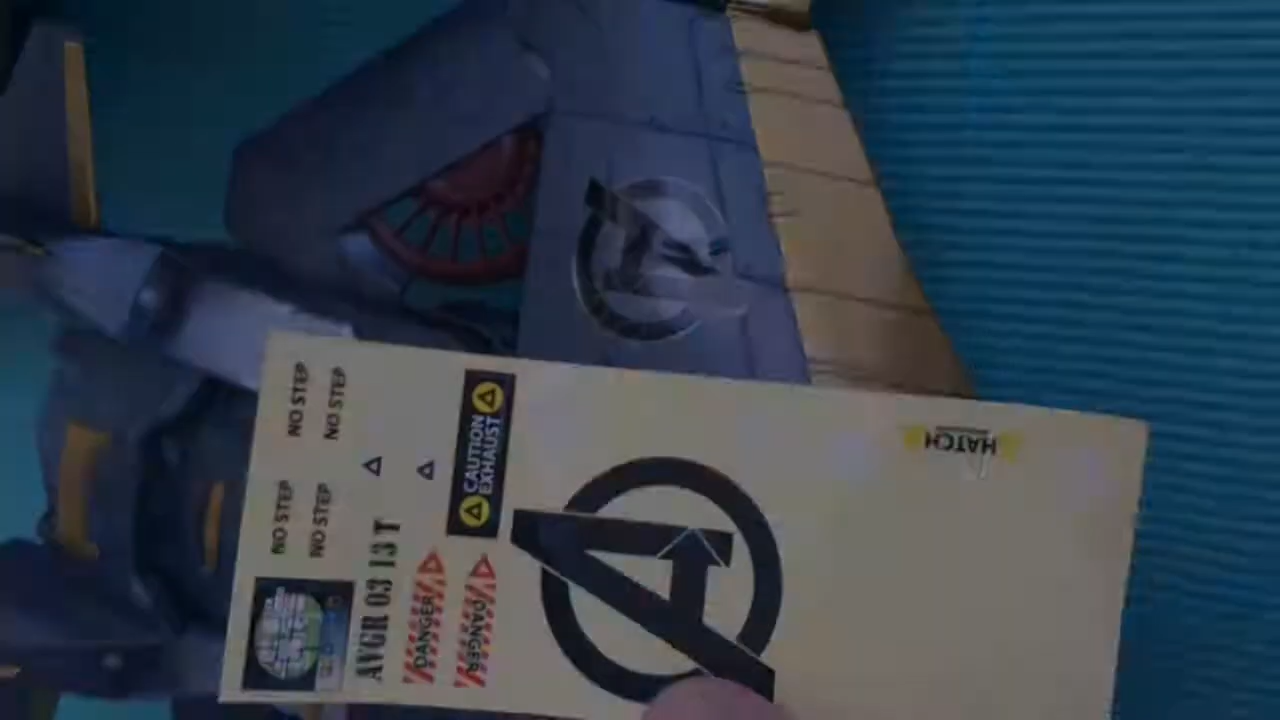 NO STEP
NO STEP
NO STEP
NO STEP
AVGR 03 13 T
CAUTION
EXHAUST
DANGER
DANGER
HATCH